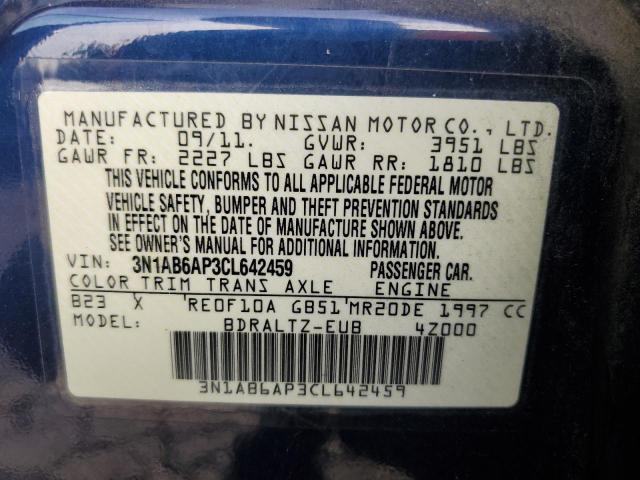 MANUFACTURED BY NISSAN MOTOR CO., LTD.
DATE: 09/11. GVWR: 3951 LBS
GAWR FR: 2227 LBS GAWR RR: 1810 LBS
THIS VEHICLE CONFORMS TO ALL APPLICABLE FEDERAL MOTOR
VEHICLE SAFETY, BUMPER AND THEFT PREVENTION STANDARDS
IN EFFECT ON THE DATE OF MANUFACTURE SHOWN ABOVE.
SEE OWNER'S MANUAL FOR ADDITIONAL INFORMATION.
VIN: 3N1AB6AP3CL642459 PASSENGER CAR.
COLOR TRIM TRANS AXLE ENGINE
B23 X RE0F10A GB51 MR20DE 1997 CC
MODEL: BDRALTZ-EUB 4Z000
3N1AB6AP3CL642459